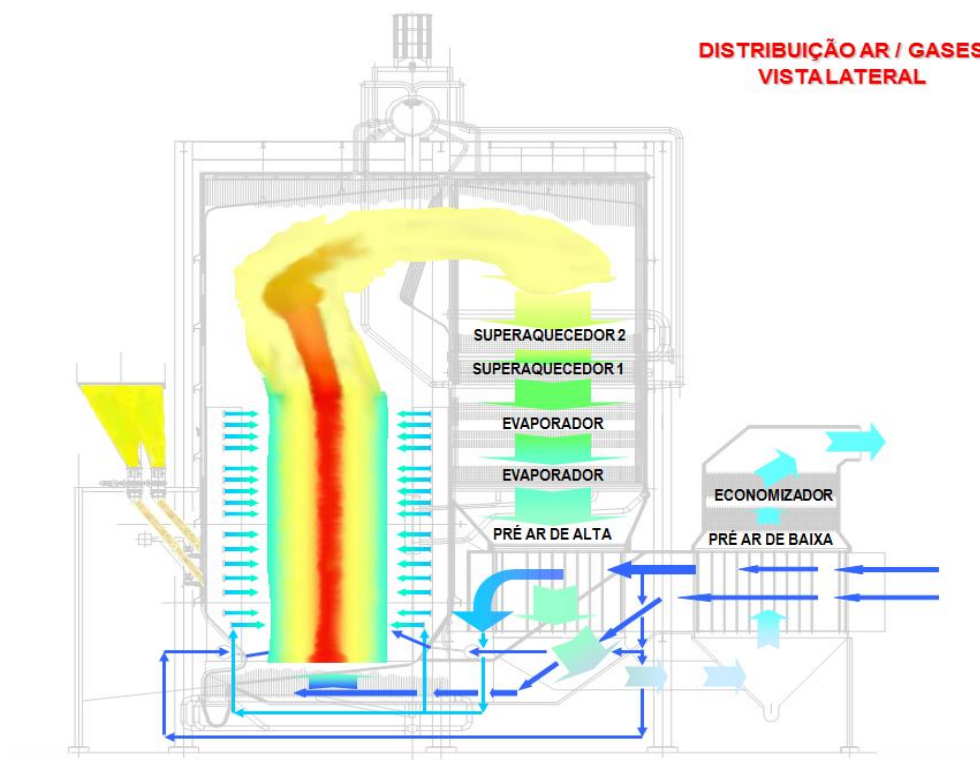 DISTRIBUIÇÃO AR / GASES
VISTA LATERAL
SUPERAQUECEDOR 2
SUPERAQUECEDOR 1
EVAPORADOR
EVAPORADOR
PRÉ AR DE ALTA
ECONOMIZADOR
PRÉ AR DE BAIXA